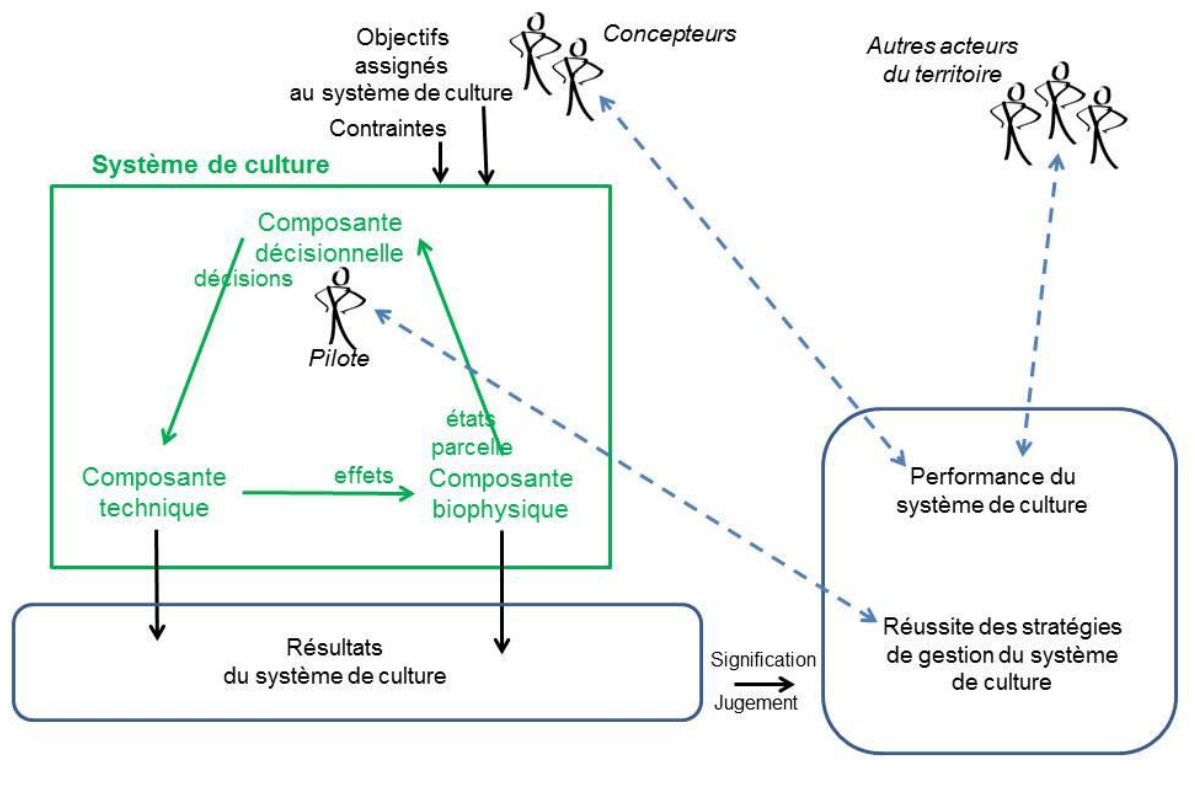 Objectifs
assignés
au système de culture
Contraintes
Concepteurs
Autres acteurs
du territoire
Système de culture
Composante
décisionnelle
décisions
Pilote
états
parcelle
Composante
technique
effets
Composante
biophysique
Performance du
système de culture
Réussite des stratégies
de gestion du système
de culture
Résultats
du système de culture
Signification
Jugement